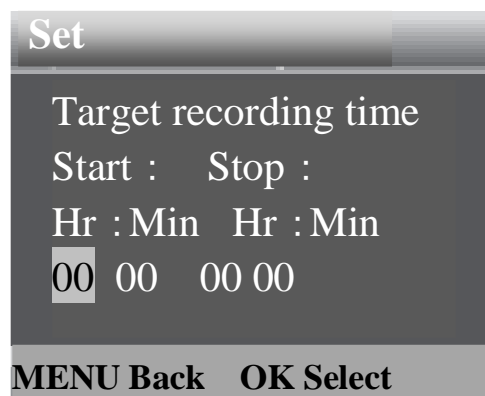 Set
Target recording time
Start : Stop :
Hr : Min Hr : Min
00 00 00 00
MENU Back OK Select